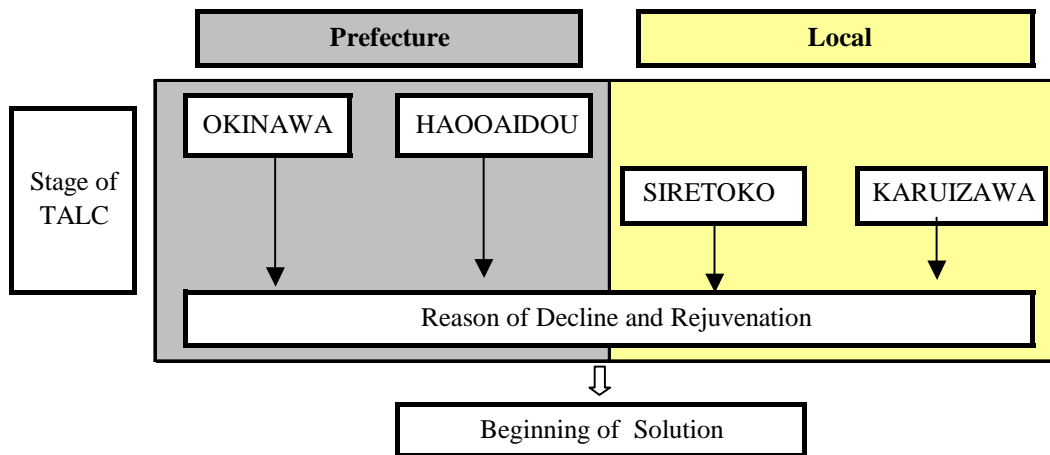 Prefecture
Local
OKINAWA
HAOOAIDOU
Stage of
TALC
SIRETOKO
KARUIZAWA
Reason of Decline and Rejuvenation
Beginning of Solution